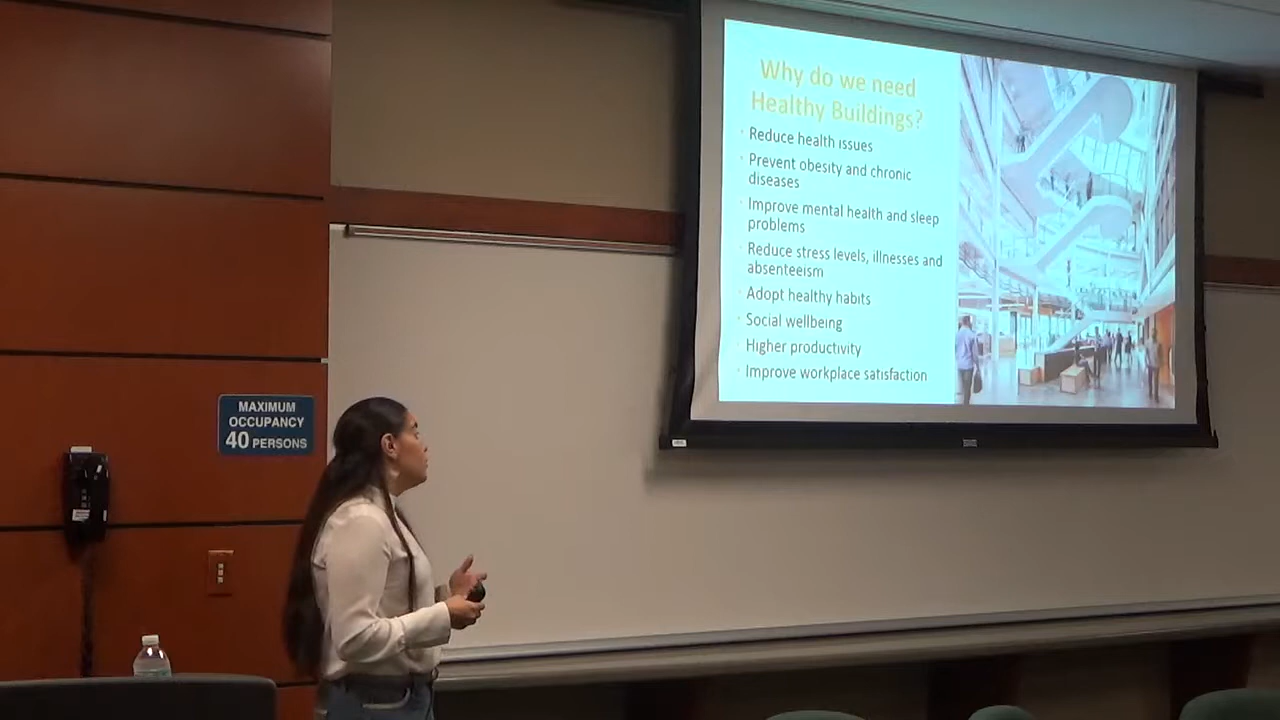 Why do we need
Healthy Buildings?
Reduce health issues
Prevent obesity and chronic
diseases
Improve mental health and sleep
problems
Reduce stress levels, illnesses and
absenteeism
Adopt healthy habits
Social wellbeing
Higher productivity
Improve workplace satisfaction
MAXIMUM
OCCUPANCY
40 PERSONS